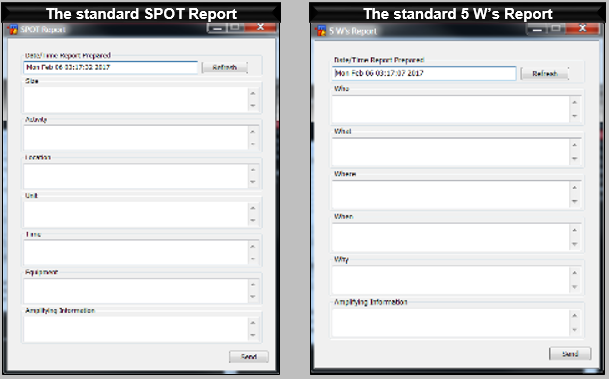 The standard SPOT Report
SPOT Report
Date/Time Report Prepared
Mon Feb 06 03:17:02 2017
Refresh
Size
Activity
Location
Unit
Time
Equipment
Amplifying Information
Send
The standard 5 W's Report
5 W's Report
Date/Time Report Prepared
Mon Feb 06 03:17:07 2017
Refresh
Who
What
Where
When
Why
Amplifying Information
Send